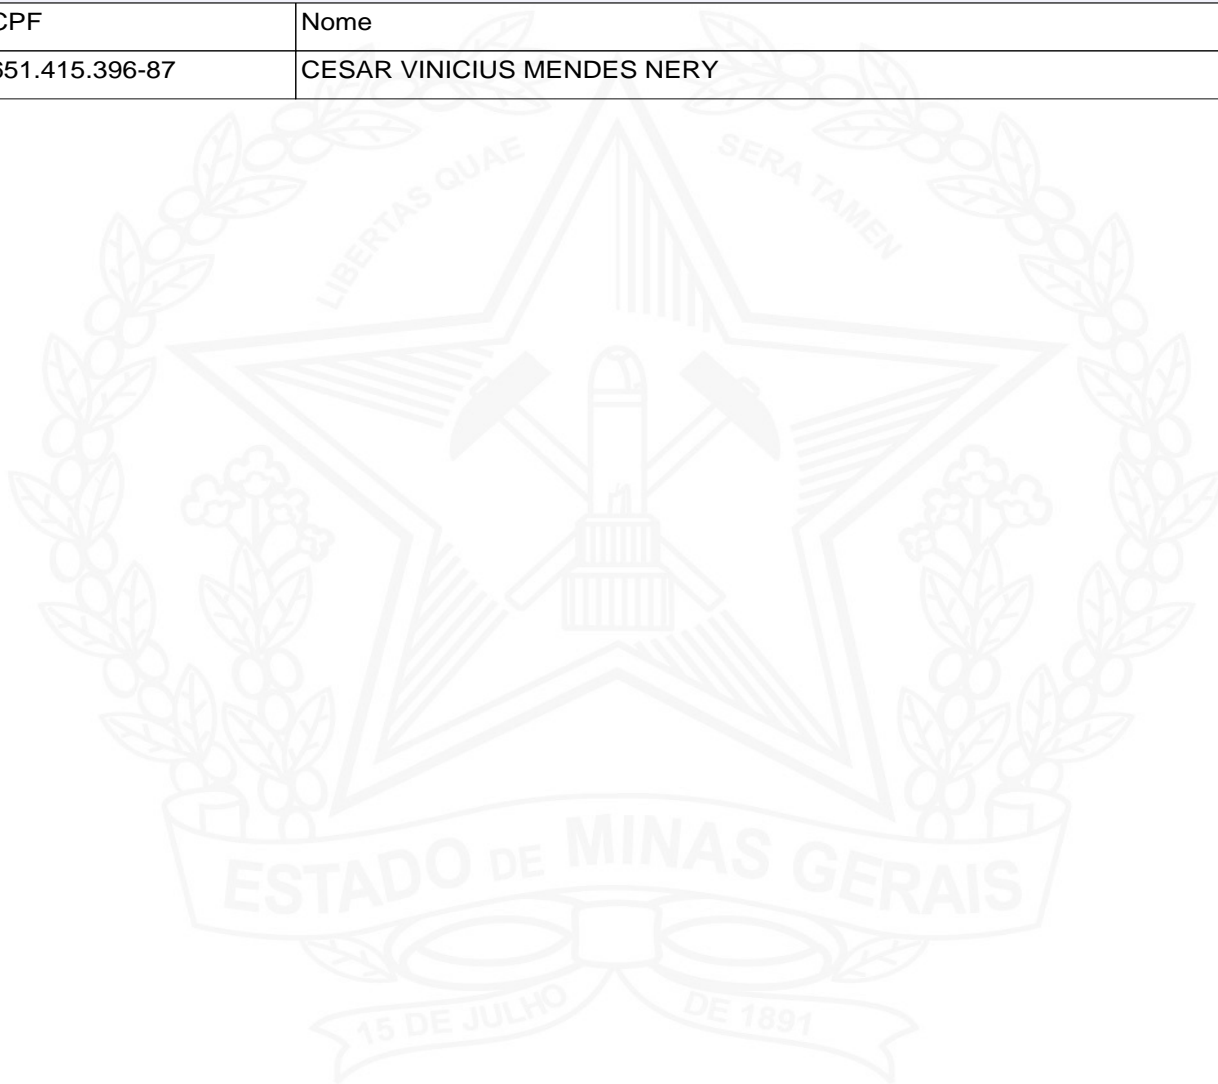 CPF Nome
651.415.396-87 CESAR VINICIUS MENDES NERY
LIBERTAS QUAE SERA TAMEN
ESTADO DE MINAS GERAIS
15 DE JULHO DE 1891